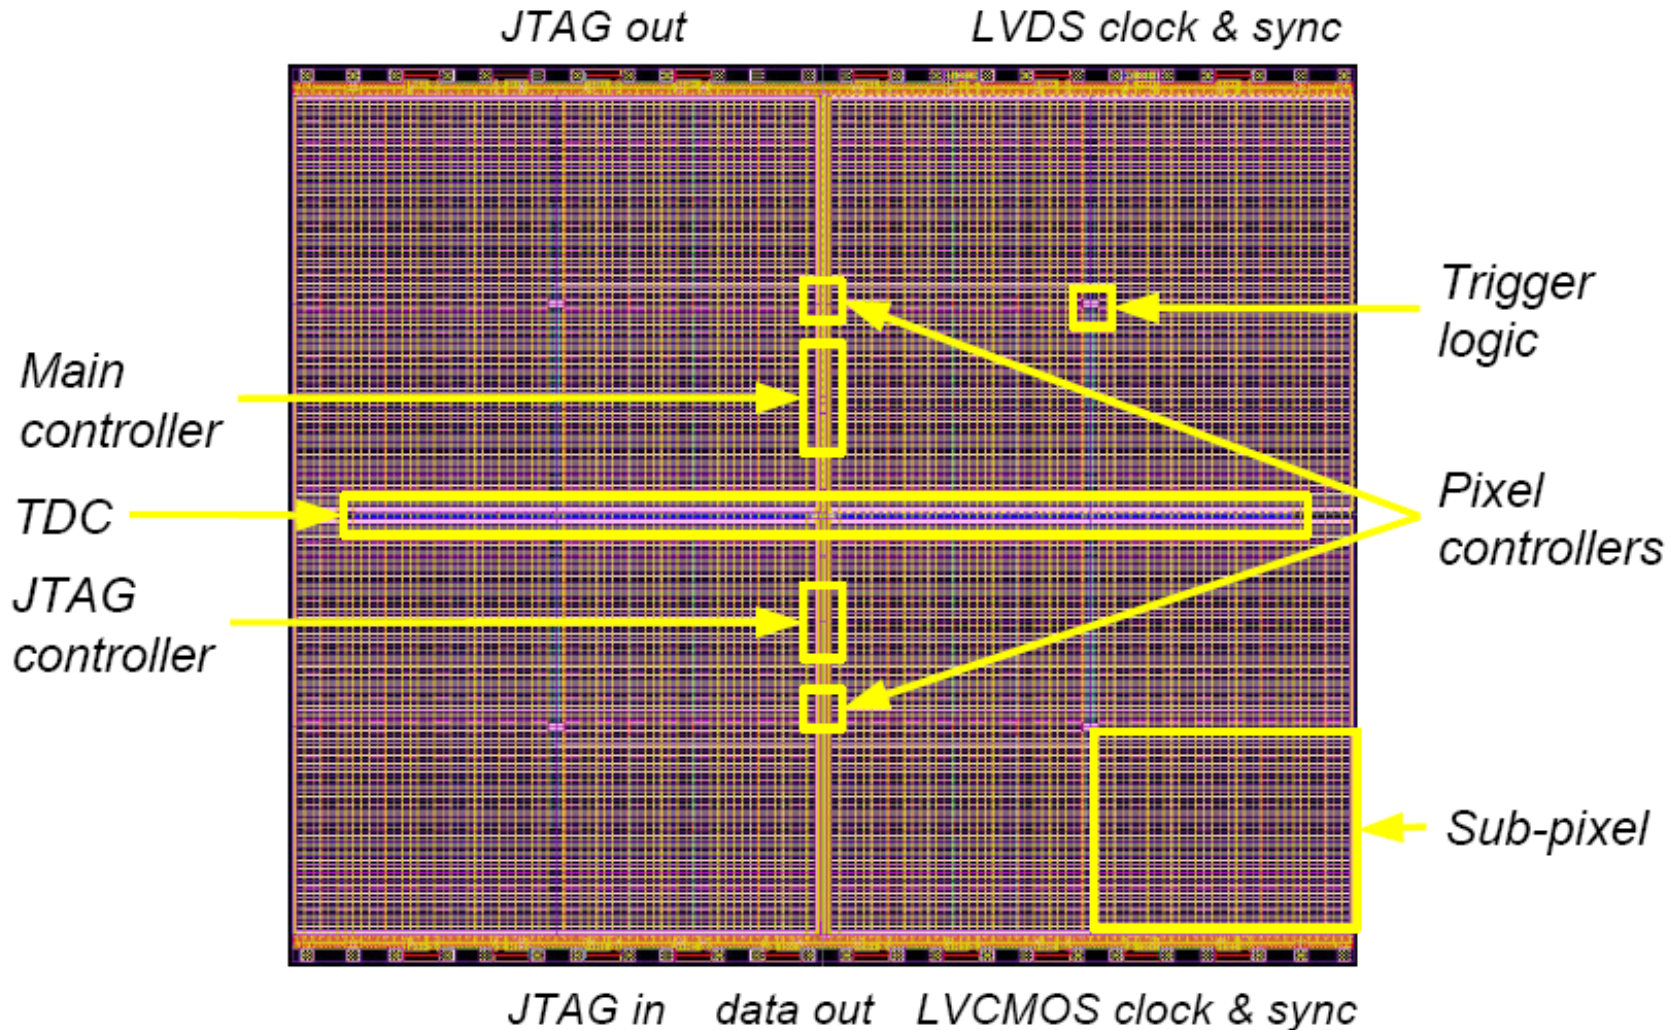 JTAG out
LVDS clock & sync
Trigger
logic
Main
controller
TDC
Pixel
controllers
JTAG
controller
Sub-pixel
JTAG in
data out
LVCMOS clock & sync